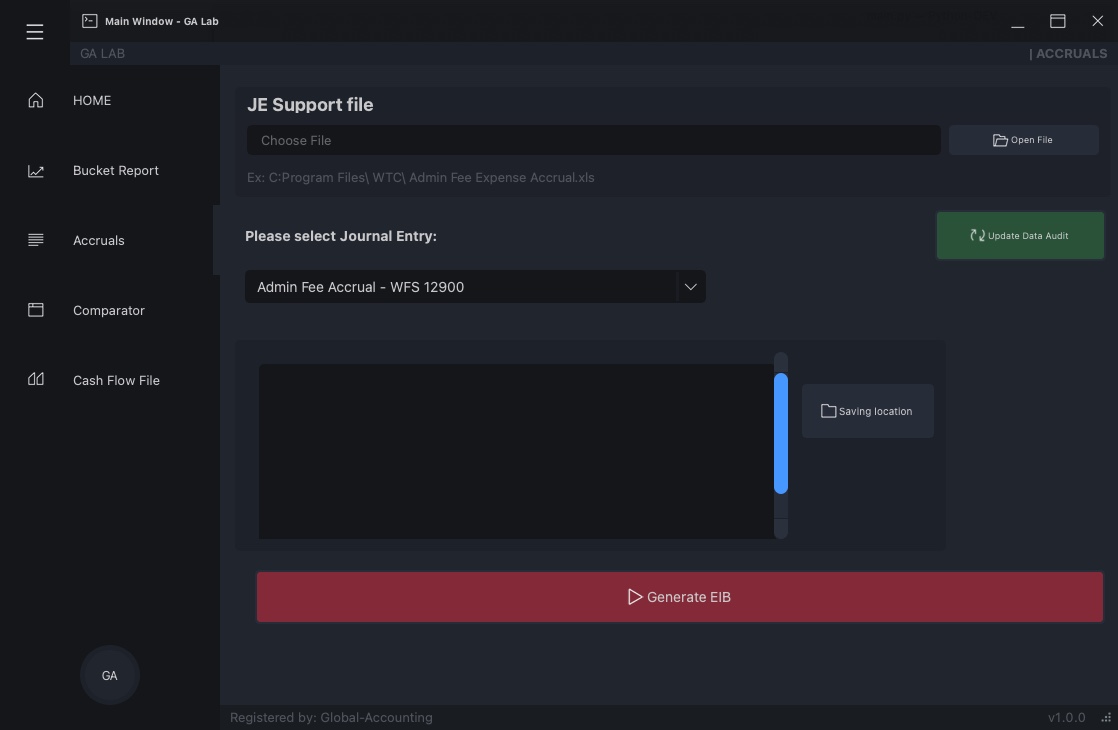 Main Window - GA Lab
GA LAB
| ACCRUALS
HOME
Bucket Report
Accruals
Comparator
Cash Flow File
GA
JE Support file
Choose File
Open File
Ex: C:Program Files\ WTC\ Admin Fee Expense Accrual.xls
Please select Journal Entry:
Update Data Audit
Admin Fee Accrual - WFS 12900
Saving location
Generate EIB
Registered by: Global-Accounting
v1.0.0